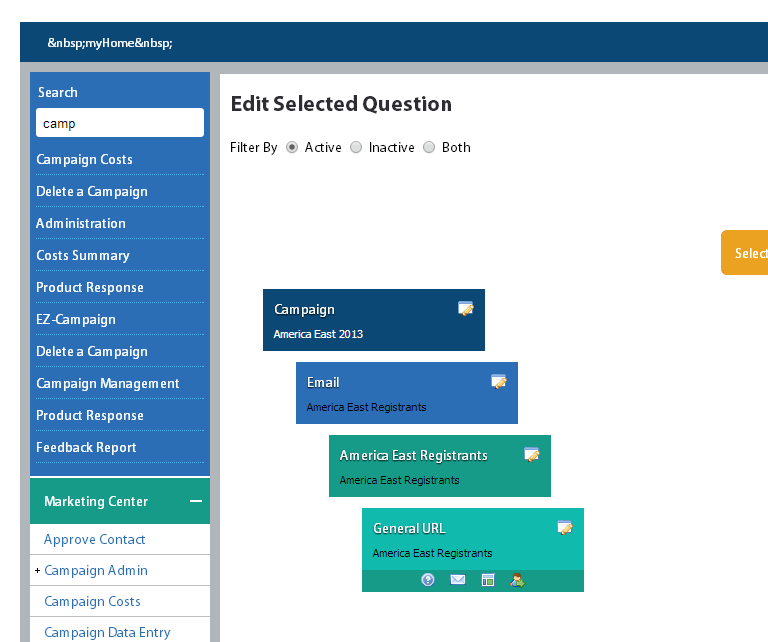 &nbsp;myHome&nbsp;
Search
camp
Campaign Costs
Delete a Campaign
Administration
Costs Summary
Product Response
EZ-Campaign
Delete a Campaign
Campaign Management
Product Response
Feedback Report
Marketing Center
Approve Contact
Campaign Admin
Campaign Costs
Campaign Data Entry
Edit Selected Question
Filter By Active Inactive Both
Select
Campaign
America East 2013
Email
America East Registrants
America East Registrants
America East Registrants
General URL
America East Registrants